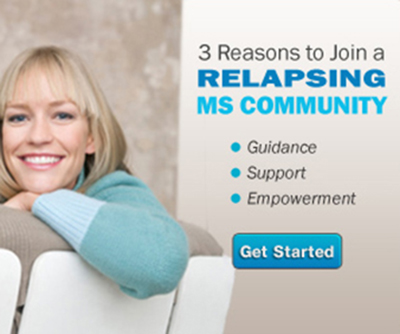 3 Reasons to Join a
RELAPSING
MS COMMUNITY
Guidance
Support
Empowerment
Get Started